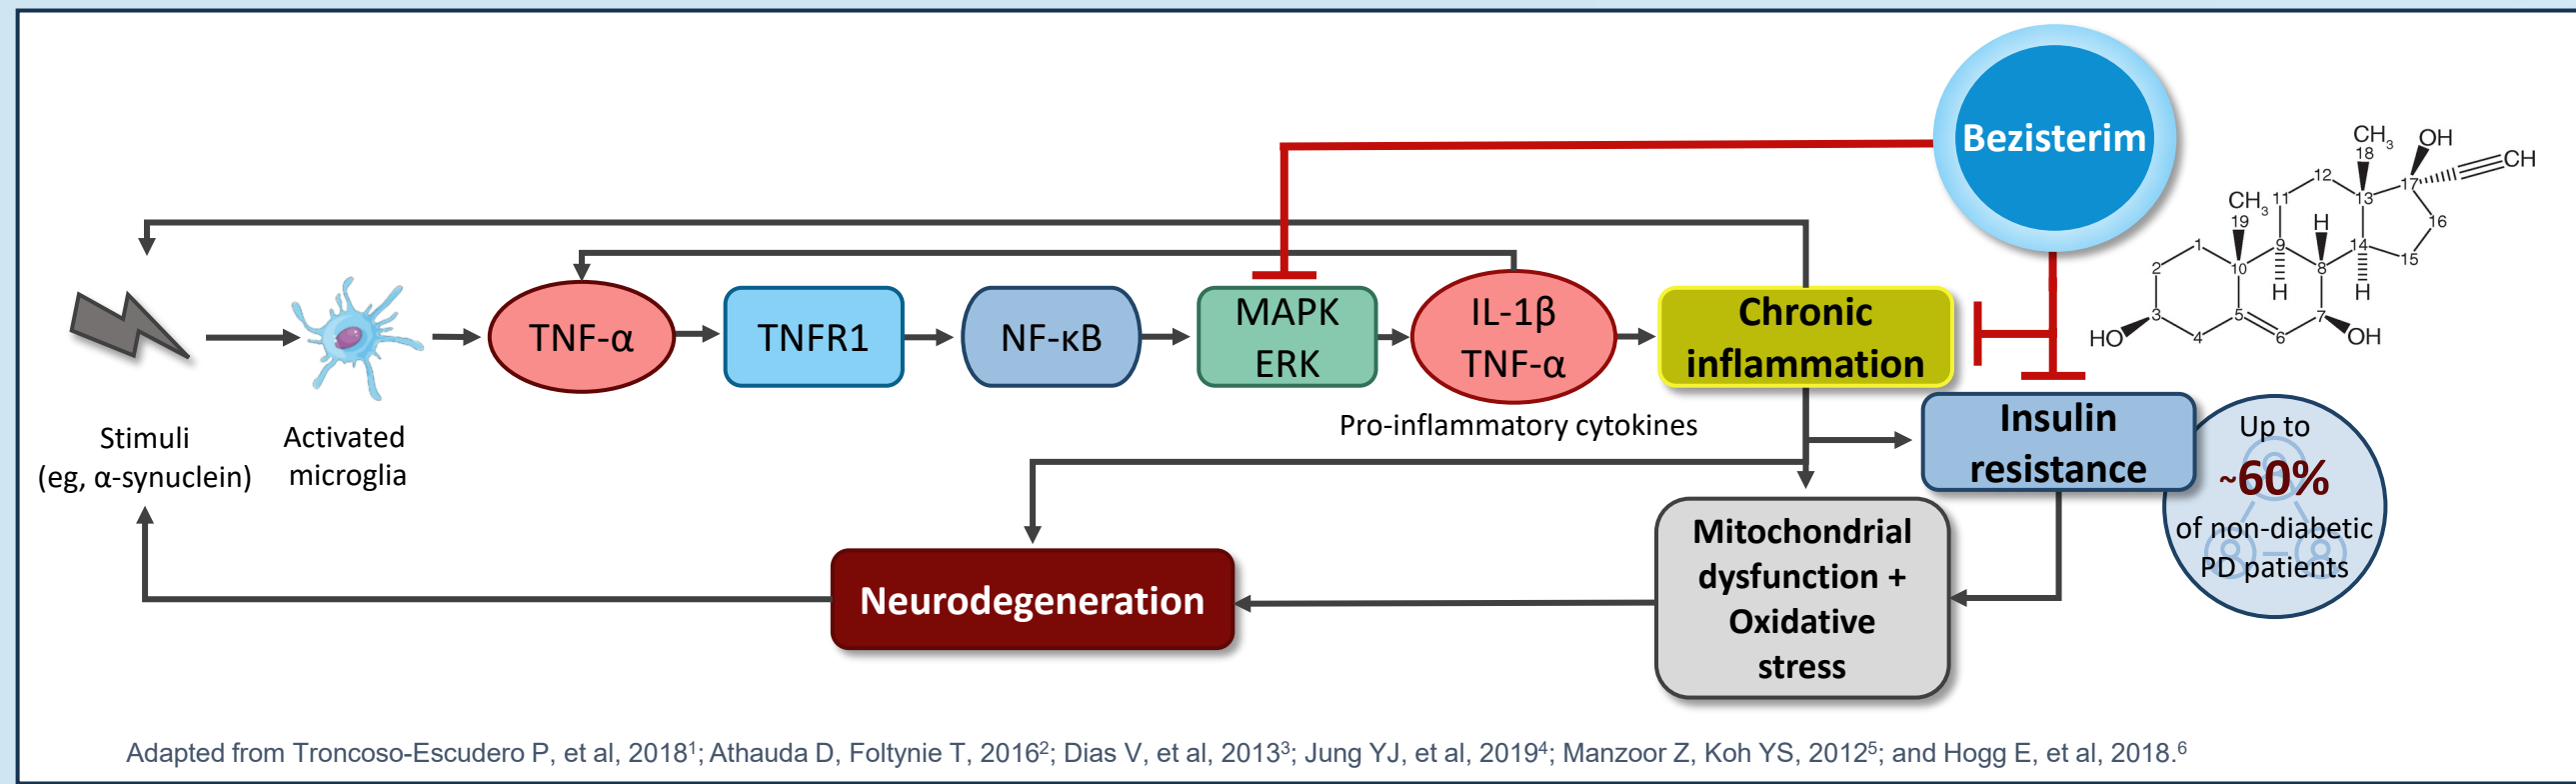 Bezisterim
CH3
18
OH
CH
17
12
13
11
CH3
19
H
16
1
9
14
15
2
10
8
H
H
3
5
7
HO
4
6
OH
TNF-α
TNFR1
NF-κB
MAPK
ERK
IL-1β
TNF-α
Chronic
inflammation
Pro-inflammatory cytokines
Stimuli
(eg, α-synuclein)
Activated
microglia
Insulin
resistance
Up to
~60%
of non-diabetic
PD patients
Mitochondrial
dysfunction +
Oxidative
stress
Neurodegeneration
Adapted from Troncoso-Escudero P, et al, 2018¹; Athauda D, Foltynie T, 2016²; Dias V, et al, 2013³; Jung YJ, et al, 2019⁴; Manzoor Z, Koh YS, 2012⁵; and Hogg E, et al, 2018.⁶